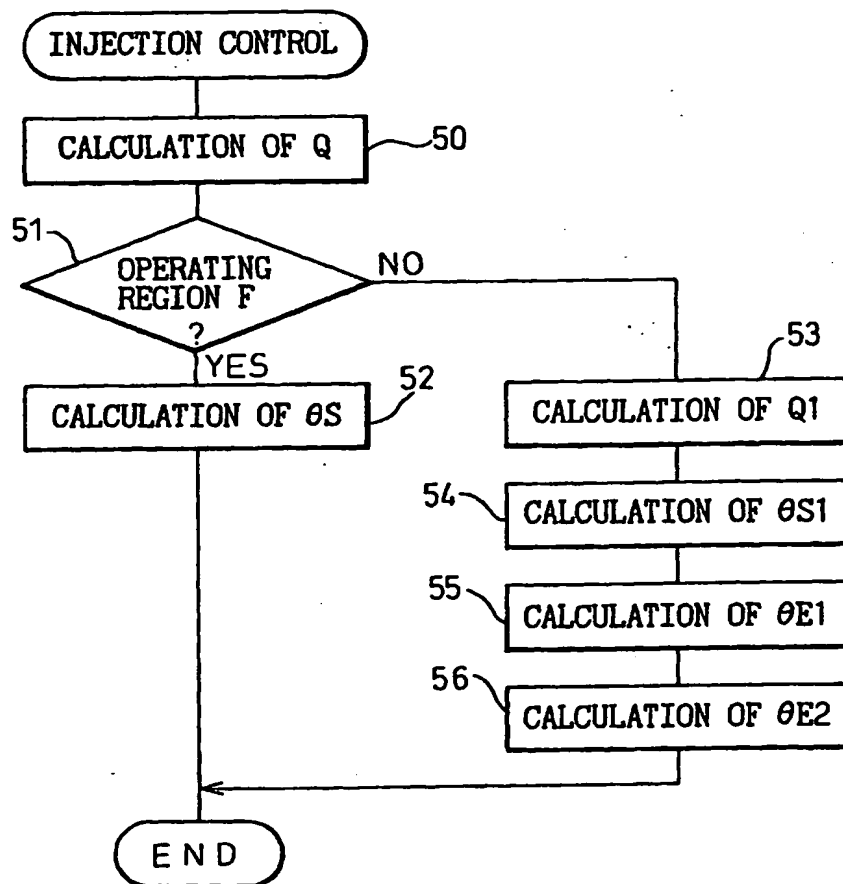 INJECTION CONTROL
CALCULATION OF Q
50
51
OPERATING
REGION F
?
NO
YES
CALCULATION OF θS
52
53
CALCULATION OF Q1
54
CALCULATION OF θS1
55
CALCULATION OF θE1
56
CALCULATION OF θE2
END